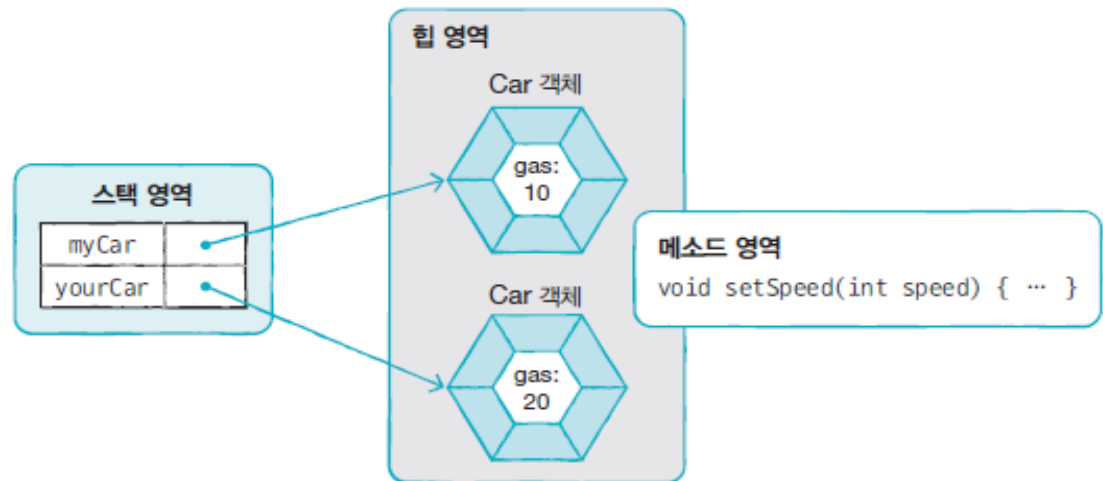 힙 영역
Car 객체
gas:
10
스택 영역
myCar
yourCar
메소드 영역
void setSpeed(int speed) { … }
Car 객체
gas:
20